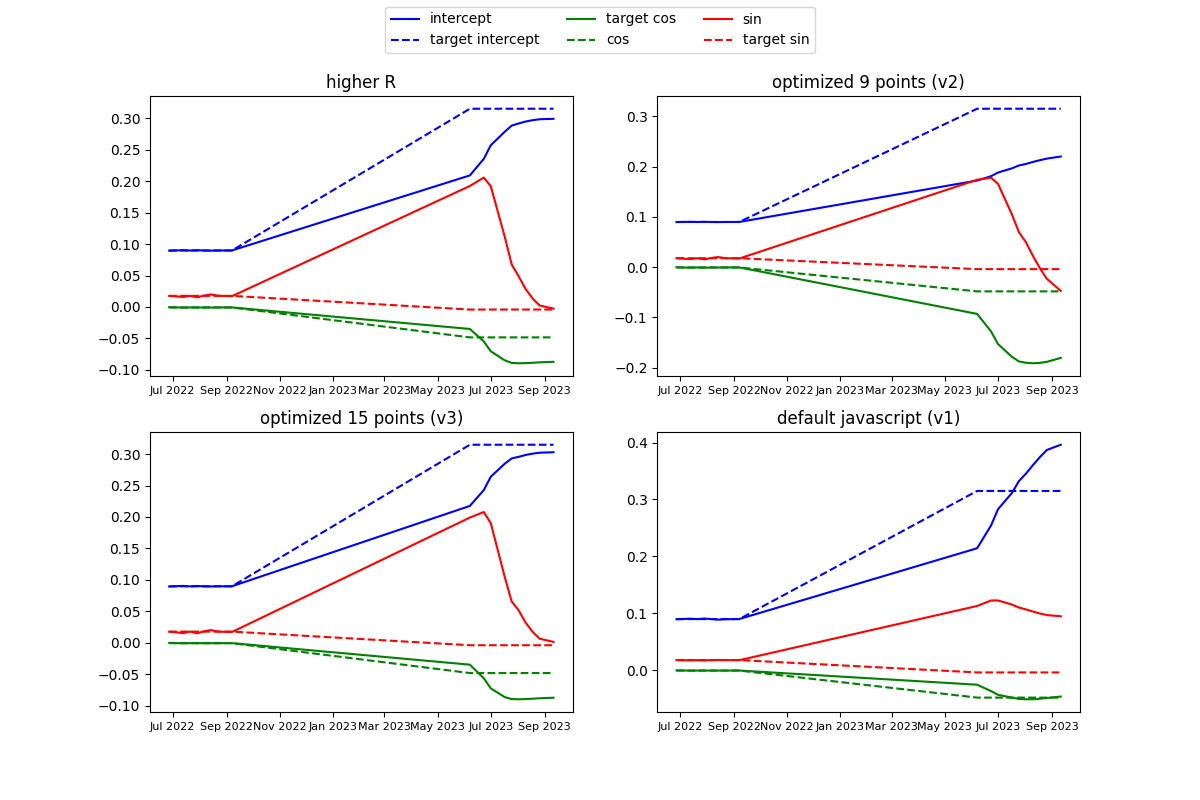 intercept target cos sin
target intercept cos target sin
higher R
optimized 9 points (v2)
0.30
0.25
0.20
0.15
0.10
0.05
0.00
−0.05
−0.10
Jul 2022 Sep 2022 Nov 2022 Jan 2023 Mar 2023 May 2023 Jul 2023 Sep 2023
0.3
0.2
0.1
0.0
−0.1
−0.2
Jul 2022 Sep 2022 Nov 2022 Jan 2023 Mar 2023 May 2023 Jul 2023 Sep 2023
optimized 15 points (v3)
default javascript (v1)
0.30
0.25
0.20
0.15
0.10
0.05
0.00
−0.05
−0.10
Jul 2022 Sep 2022 Nov 2022 Jan 2023 Mar 2023 May 2023 Jul 2023 Sep 2023
0.4
0.3
0.2
0.1
0.0
Jul 2022 Sep 2022 Nov 2022 Jan 2023 Mar 2023 May 2023 Jul 2023 Sep 2023